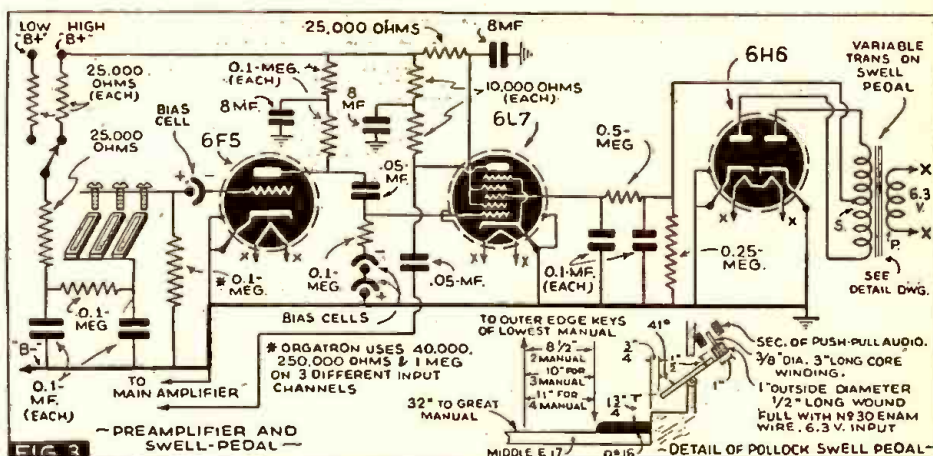 LOW "B+"
HIGH "B+"
25,000 OHMS (EACH)
25,000 OHMS
BIAS CELL
+ -
6F5
0.1-MEG. (EACH)
8MF.
8 MF.
25,000 OHMS
8MF
10,000 OHMS (EACH)
6L7
.05-MF.
0.5-MEG
6H6
VARIABLE TRANS ON SWELL PEDAL
X
6.3 V.
X
S.
P.
SEE DETAIL DWG.
0.1-MEG
* 0.1-MEG.
X X
0.1-MEG
- +
BIAS CELLS
.05-MF.
X X
0.1-MF. (EACH)
0.25-MEG.
X X
"B-"
0.1-MF. (EACH)
TO MAIN AMPLIFIER
* ORGATRON USES 40,000,
250,000 OHMS & 1 MEG
ON 3 DIFFERENT INPUT
CHANNELS
~PREAMPLIFIER AND
SWELL-PEDAL~
FIG. 3
TO OUTER EDGE KEYS
OF LOWEST MANUAL
8 1/2"
2 MANUAL
10" FOR
3 MANUAL
11" FOR
4 MANUAL
32" TO GREAT
MANUAL
MIDDLE E 17
41°
3/4
1 3/4 T
1"
SEC. OF PUSH-PULL AUDIO.
3/8" DIA. 3" LONG CORE
WINDING.
1" OUTSIDE DIAMETER
1/2" LONG WOUND
FULL WITH Nº 30 ENAM
WIRE. 6.3 V. INPUT
~DETAIL OF POLLOCK SWELL PEDAL~